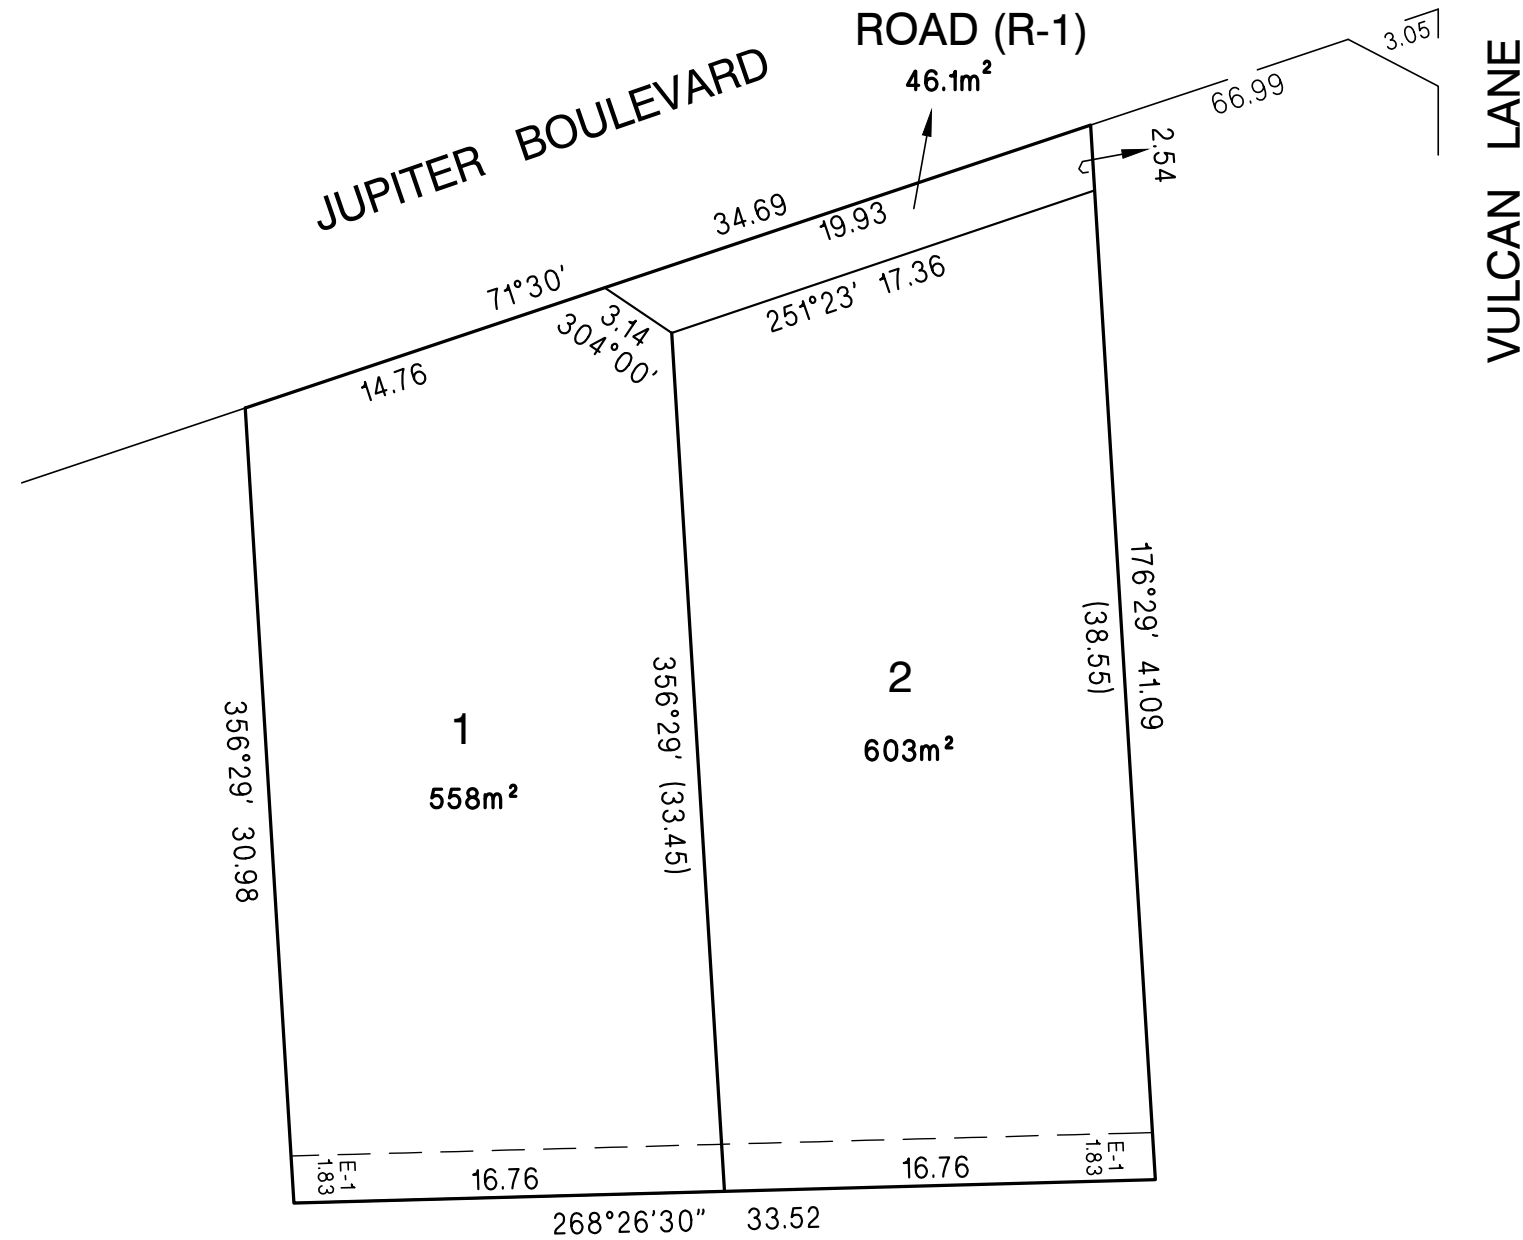 ROAD (R-1)
46.1m²
JUPITER BOULEVARD
3.05
66.99
VULCAN LANE
2.54
34.69
19.93
71°30'
251°23' 17.36
3.14
304°00'
14.76
176°29' 41.09
(38.55)
356°29' (33.45)
2
603m²
1
558m²
356°29' 30.98
E-1
1.83
16.76
16.76
E-1
1.83
268°26'30" 33.52